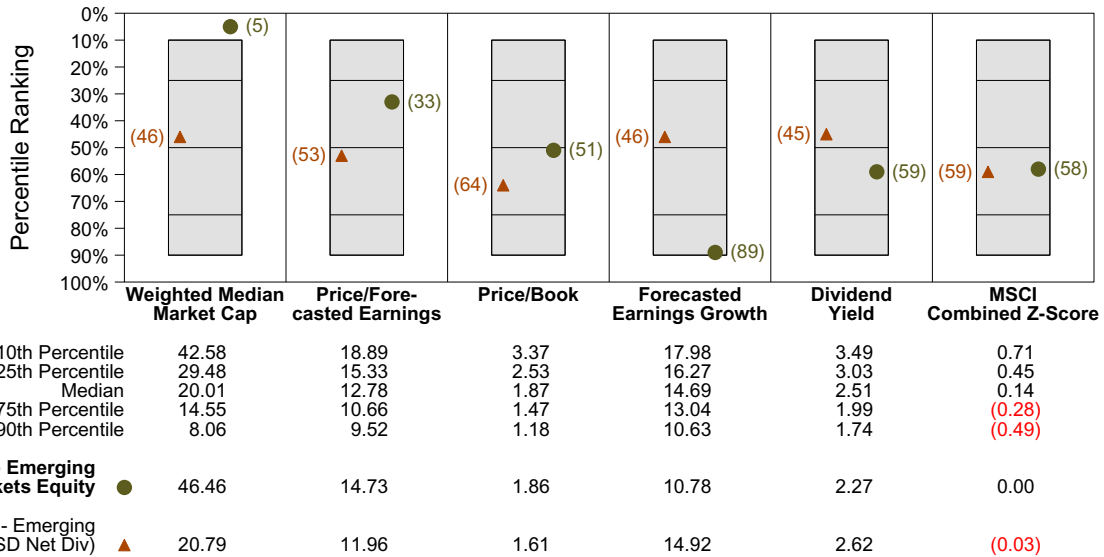 Percentile Ranking
0%
10%
20%
30%
40%
50%
60%
70%
80%
90%
100%
(5)
(46)
(33)
(53)
(51)
(64)
(46)
(89)
(45)
(59)
(59)
(58)
Weighted Median Market Cap
Price/Fore-casted Earnings
Price/Book
Forecasted Earnings Growth
Dividend Yield
MSCI Combined Z-Score
10th Percentile 42.58 18.89 3.37 17.98 3.49 0.71
25th Percentile 29.48 15.33 2.53 16.27 3.03 0.45
Median 20.01 12.78 1.87 14.69 2.51 0.14
75th Percentile 14.55 10.66 1.47 13.04 1.99 (0.28)
90th Percentile 8.06 9.52 1.18 10.63 1.74 (0.49)
Emerging
kets Equity 46.46 14.73 1.86 10.78 2.27 0.00
- Emerging
SD Net Div) 20.79 11.96 1.61 14.92 2.62 (0.03)